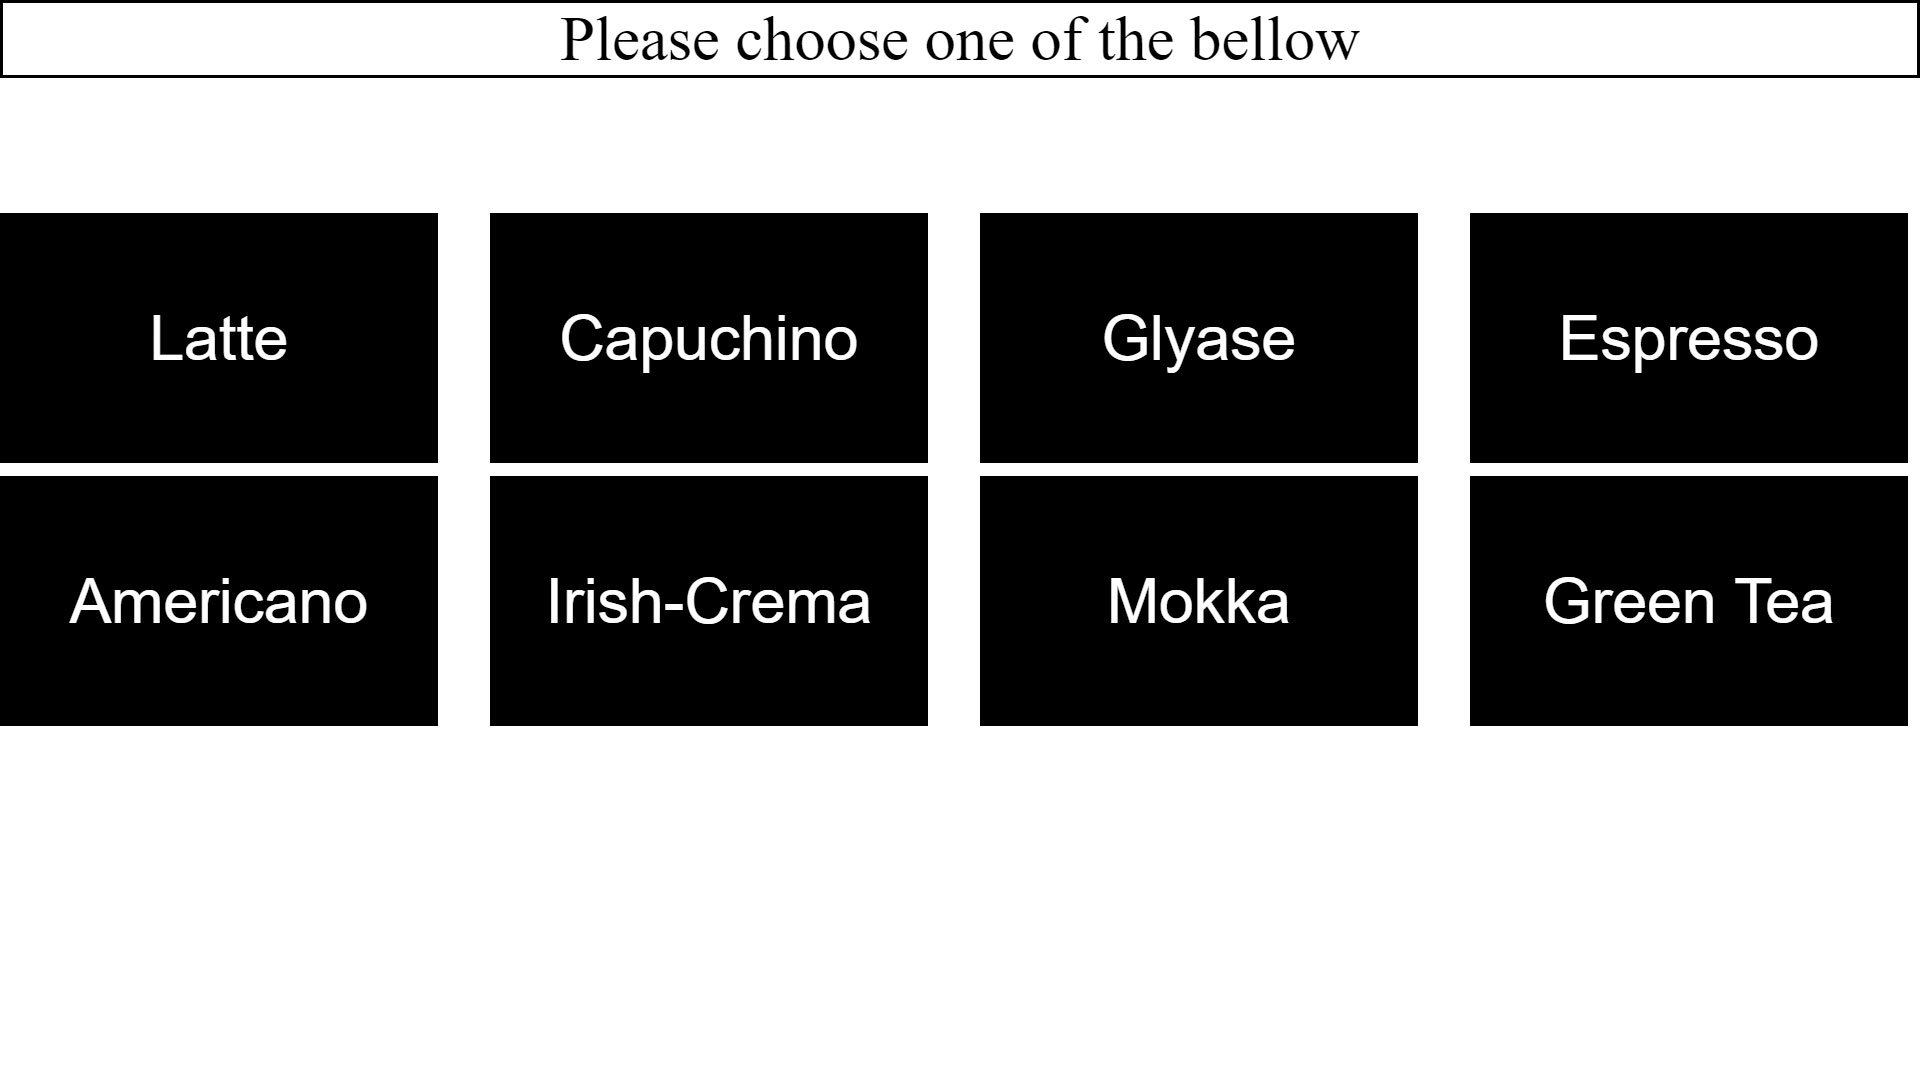 Please choose one of the bellow
Latte
Capuchino
Glyase
Espresso
Americano
Irish-Crema
Mokka
Green Tea